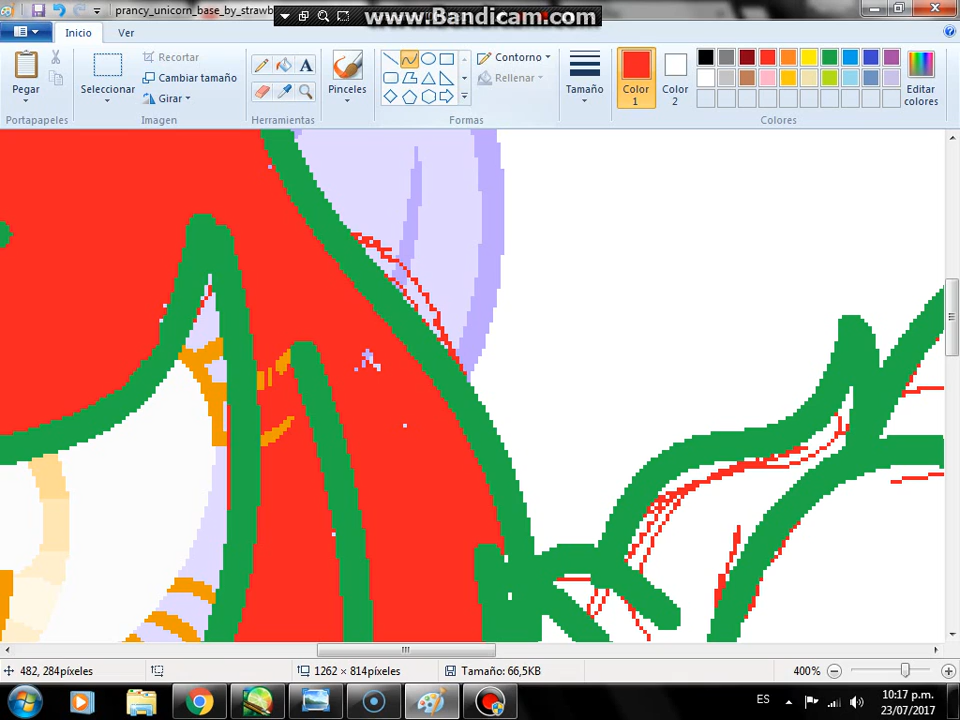 prancy_unicorn_base_by_strawb
www.Bandicam.com
Inicio
Ver
Pegar
Portapapeles
Seleccionar
Recortar
Cambiar tamaño
Girar
Imagen
A
Herramientas
Pinceles
Contorno
Rellenar
Formas
Tamaño
Color 1
Color 2
Editar colores
Colores
482, 284píxeles
1262 × 814píxeles
Tamaño: 66,5KB
400%
ES
10:17 p.m.
23/07/2017